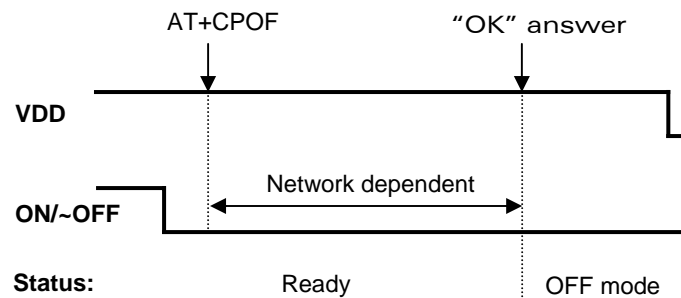 AT+CPOF “OK” answer
VDD
Network dependent
ON/~OFF
Status: Ready OFF mode